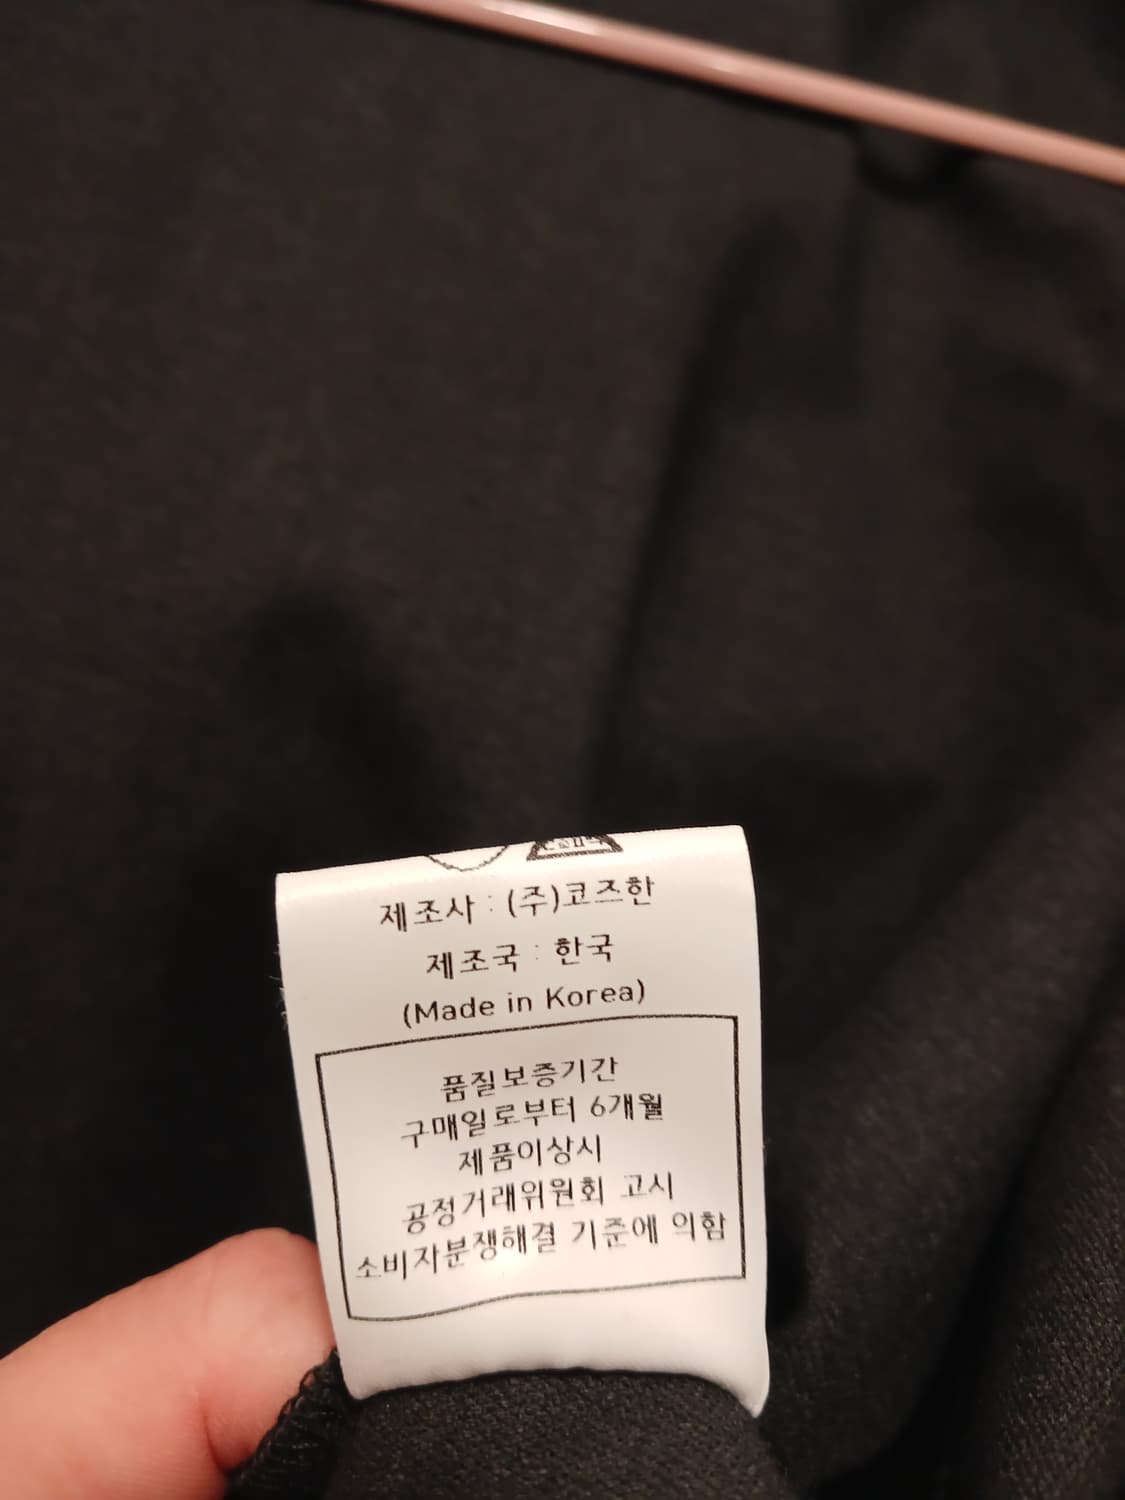 제조사 : (주)코즈한
제조국 : 한국
(Made in Korea)
품질보증기간
구매일로부터 6개월
제품이상시
공정거래위원회 고시
소비자분쟁해결 기준에 의함